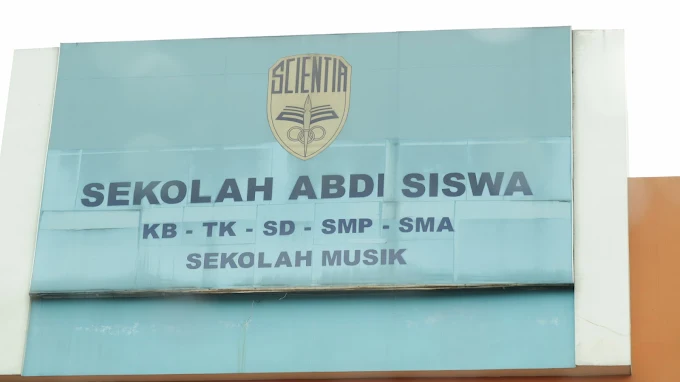 SCIENTIA
SEKOLAH ABDI SISWA
KB - TK - SD - SMP - SMA
SEKOLAH MUSIK